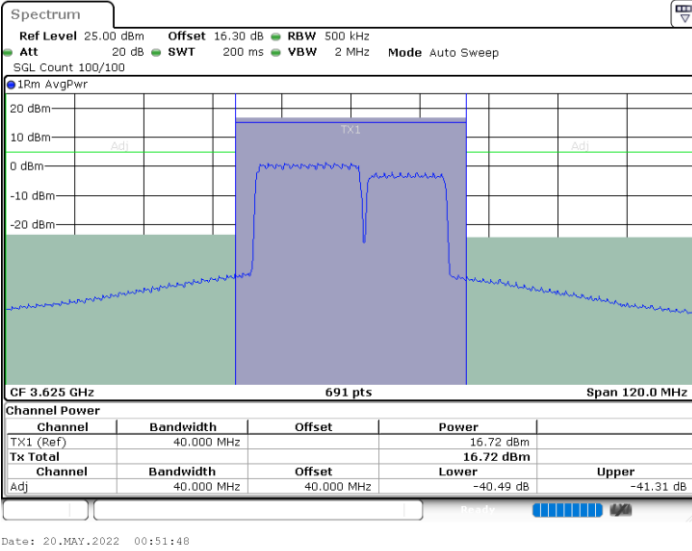 Spectrum
Ref Level 25.00 dBm Offset 16.30 dB RBW 500 kHz
Att 20 dB SWT 200 ms VBW 2 MHz Mode Auto Sweep
SGL Count 100/100
1Rm AvgPwr
20 dBm
TX1
10 dBm
Adj Adj
0 dBm
-10 dBm
-20 dBm
CF 3.625 GHz 691 pts Span 120.0 MHz
Channel Power
Channel Bandwidth Offset Power
TX1 (Ref) 40.000 MHz 16.72 dBm
Tx Total 16.72 dBm
Channel Bandwidth Offset Lower Upper
Adj 40.000 MHz 40.000 MHz -40.49 dB -41.31 dB
Ready
Date: 20.MAY.2022 00:51:48